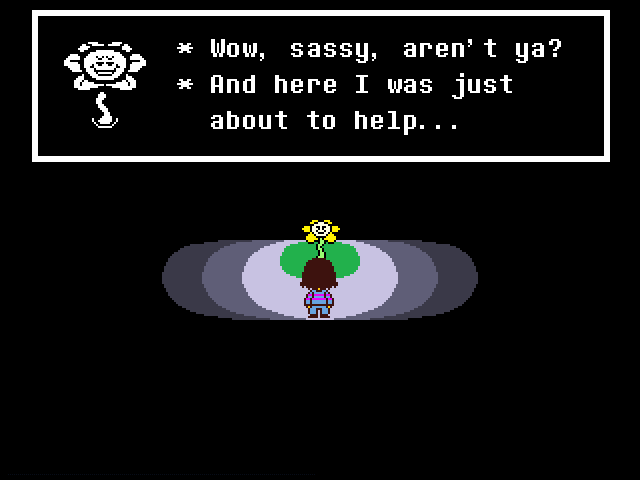 * Wow, sassy, aren't ya?
* And here I was just
about to help...